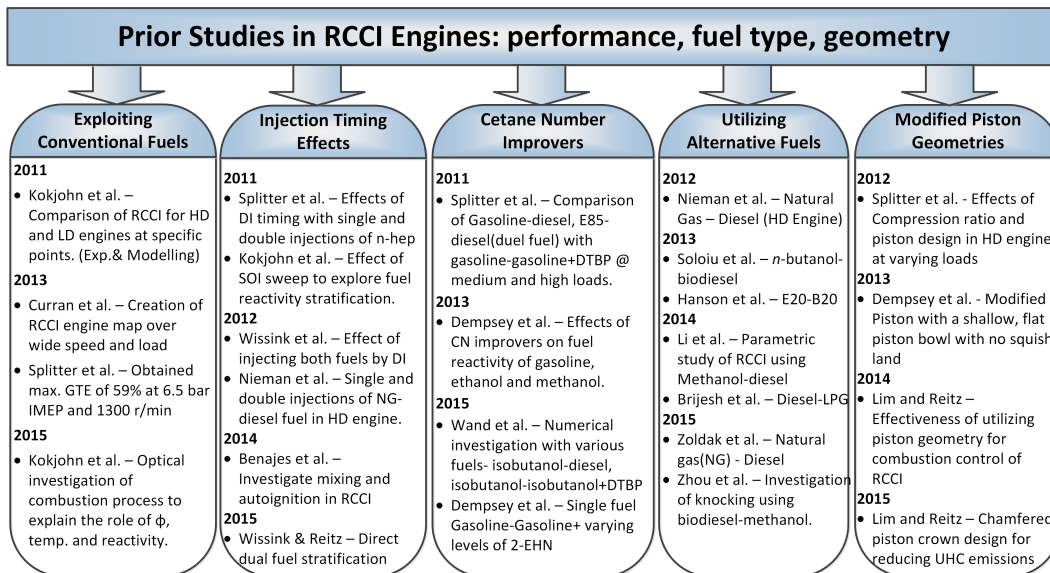 Prior Studies in RCCI Engines: performance, fuel type, geometry
Exploiting
Conventional Fuels
2011
• Kokjohn et al. –
Comparison of RCCI for HD
and LD engines at specific
points. (Exp.& Modelling)
2013
• Curran et al. – Creation of
RCCI engine map over
wide speed and load
• Splitter et al. – Obtained
max. GTE of 59% at 6.5 bar
IMEP and 1300 r/min
2015
• Kokjohn et al. – Optical
investigation of
combustion process to
explain the role of ϕ,
temp. and reactivity.
Injection Timing
Effects
2011
• Splitter et al. – Effects of
DI timing with single and
double injections of n-hep
• Kokjohn et al. – Effect of
SOI sweep to explore fuel
reactivity stratification.
2012
• Wissink et al. – Effect of
injecting both fuels by DI
• Nieman et al. – Single and
double injections of NG-
diesel fuel in HD engine.
2014
• Benajes et al. –
Investigate mixing and
autoignition in RCCI
2015
• Wissink & Reitz – Direct
dual fuel stratification
Cetane Number
Improvers
2011
• Splitter et al. – Comparison
of Gasoline-diesel, E85-
diesel(duel fuel) with
gasoline-gasoline+DTBP @
medium and high loads.
2013
• Dempsey et al. – Effects of
CN improvers on fuel
reactivity of gasoline,
ethanol and methanol.
2015
• Wand et al. – Numerical
investigation with various
fuels- isobutanol-diesel,
isobutanol-isobutanol+DTBP
• Dempsey et al. – Single fuel
Gasoline-Gasoline+ varying
levels of 2-EHN
Utilizing
Alternative Fuels
2012
• Nieman et al. – Natural
Gas – Diesel (HD Engine)
2013
• Soloiu et al. – n-butanol-
biodiesel
• Hanson et al. – E20-B20
2014
• Li et al. – Parametric
study of RCCI using
Methanol-diesel
• Brijesh et al. – Diesel-LPG
2015
• Zoldak et al. – Natural
gas(NG) - Diesel
• Zhou et al. – Investigation
of knocking using
biodiesel-methanol.
Modified Piston
Geometries
2012
• Splitter et al. - Effects of
Compression ratio and
piston design in HD engine
at varying loads
2013
• Dempsey et al. - Modified
Piston with a shallow, flat
piston bowl with no squish
land
2014
• Lim and Reitz –
Effectiveness of utilizing
piston geometry for
combustion control of
RCCI
2015
• Lim and Reitz – Chamfered
piston crown design for
reducing UHC emissions